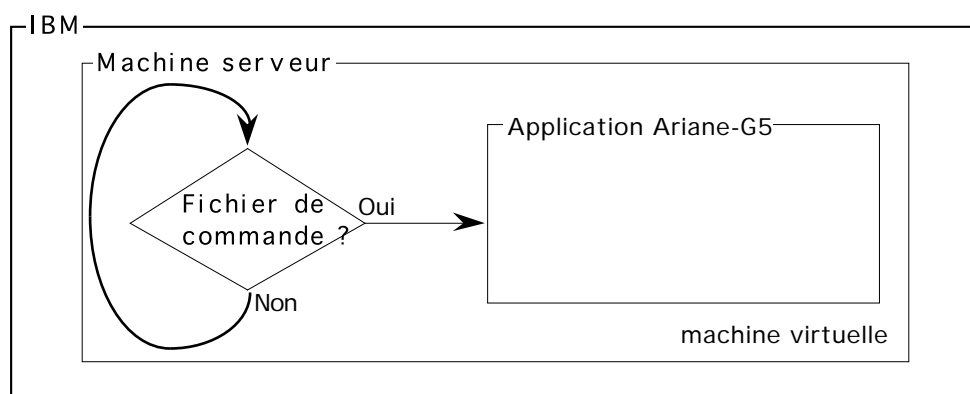 IBM
Machine serveur
Application Ariane-G5
Fichier de
commande ?
Oui
Non
machine virtuelle